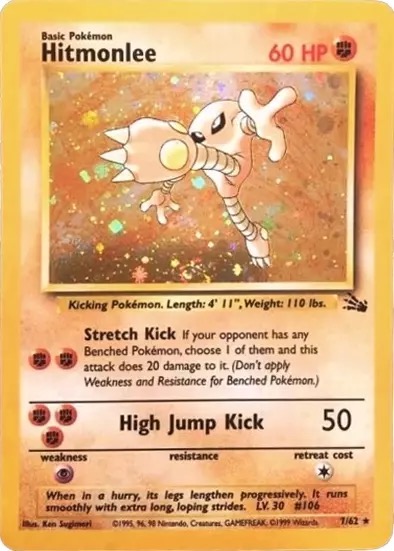 Basic Pokémon
Hitmonlee 60 HP
Kicking Pokémon. Length: 4' 11", Weight: 110 lbs.
Stretch Kick If your opponent has any
Benched Pokémon, choose 1 of them and this
attack does 20 damage to it. (Don't apply
Weakness and Resistance for Benched Pokémon.)
High Jump Kick 50
weakness resistance retreat cost
When in a hurry, its legs lengthen progressively. It runs
smoothly with extra long, loping strides. LV. 30 #106
Illus. Ken Sugimori ©1995, 96, 98 Nintendo, Creatures, GAMEFREAK. ©1999 Wizards. 7/62